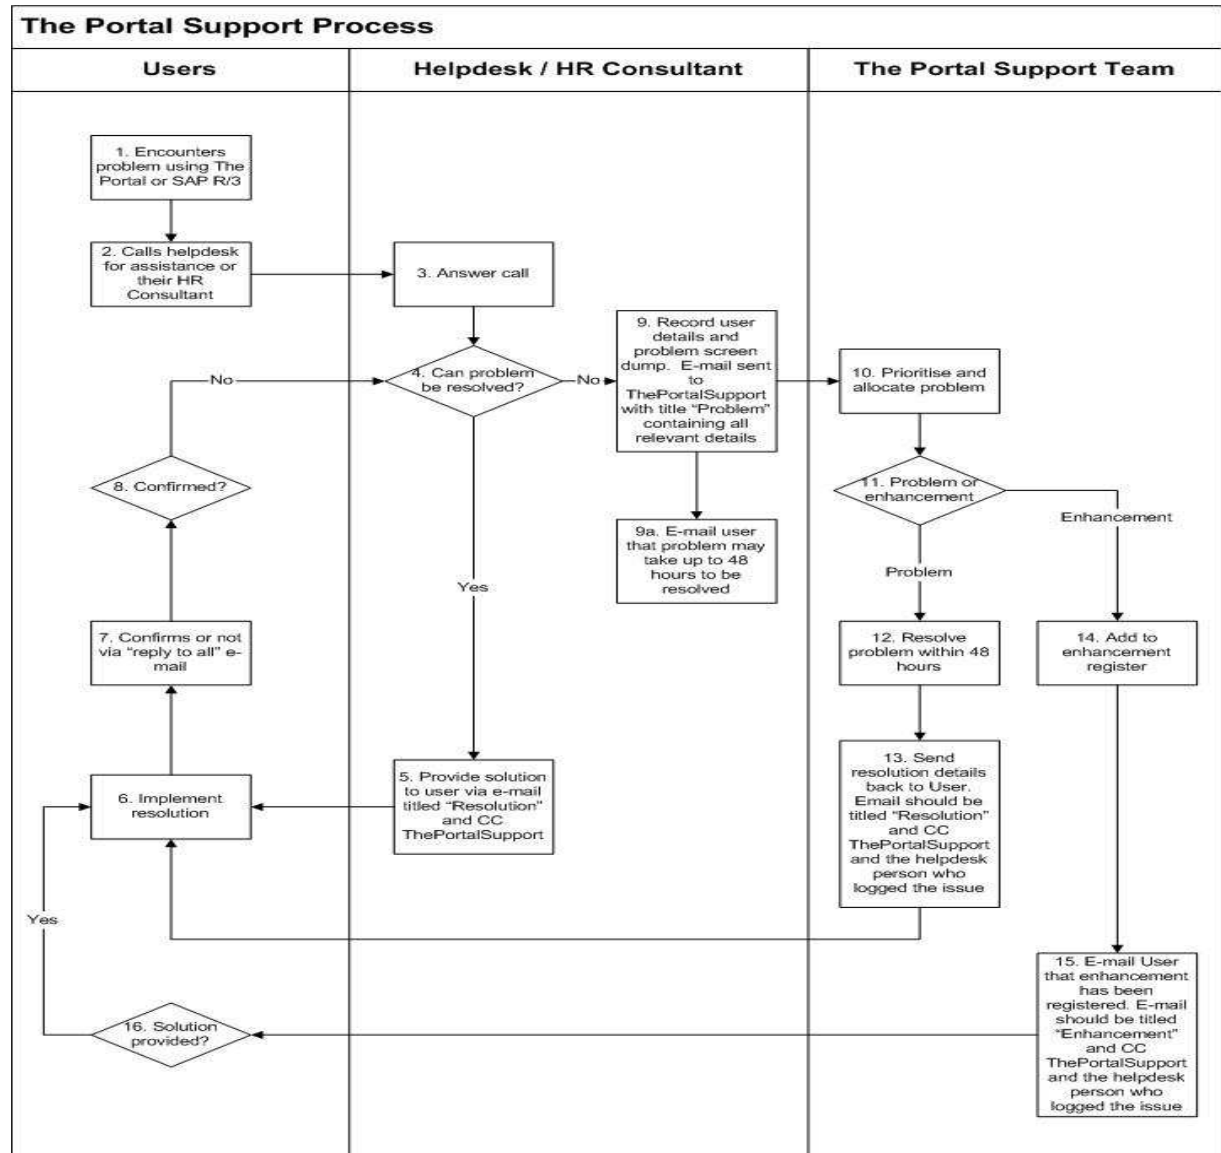 The Portal Support Process
Users
Helpdesk / HR Consultant
The Portal Support Team
1. Encounters
problem using The
Portal or SAP R/3
2. Calls helpdesk
for assistance or
their HR
Consultant
3. Answer call
4. Can problem
be resolved?
No
No
9. Record user
details and
problem screen
dump. E-mail sent
to
ThePortalSupport
with title “Problem”
containing all
relevant details
10. Prioritise and
allocate problem
8. Confirmed?
11. Problem or
enhancement
Enhancement
9a. E-mail user
that problem may
take up to 48
hours to be
resolved
Problem
Yes
7. Confirms or not
via “reply to all” e-
mail
12. Resolve
problem within 48
hours
14. Add to
enhancement
register
6. Implement
resolution
5. Provide solution
to user via e-mail
titled “Resolution”
and CC
ThePortalSupport
13. Send
resolution details
back to User.
Email should be
titled “Resolution”
and CC
ThePortalSupport
and the helpdesk
person who
logged the issue
Yes
16. Solution
provided?
15. E-mail User
that enhancement
has been
registered. E-mail
should be titled
“Enhancement”
and CC
ThePortalSupport
and the helpdesk
person who
logged the issue